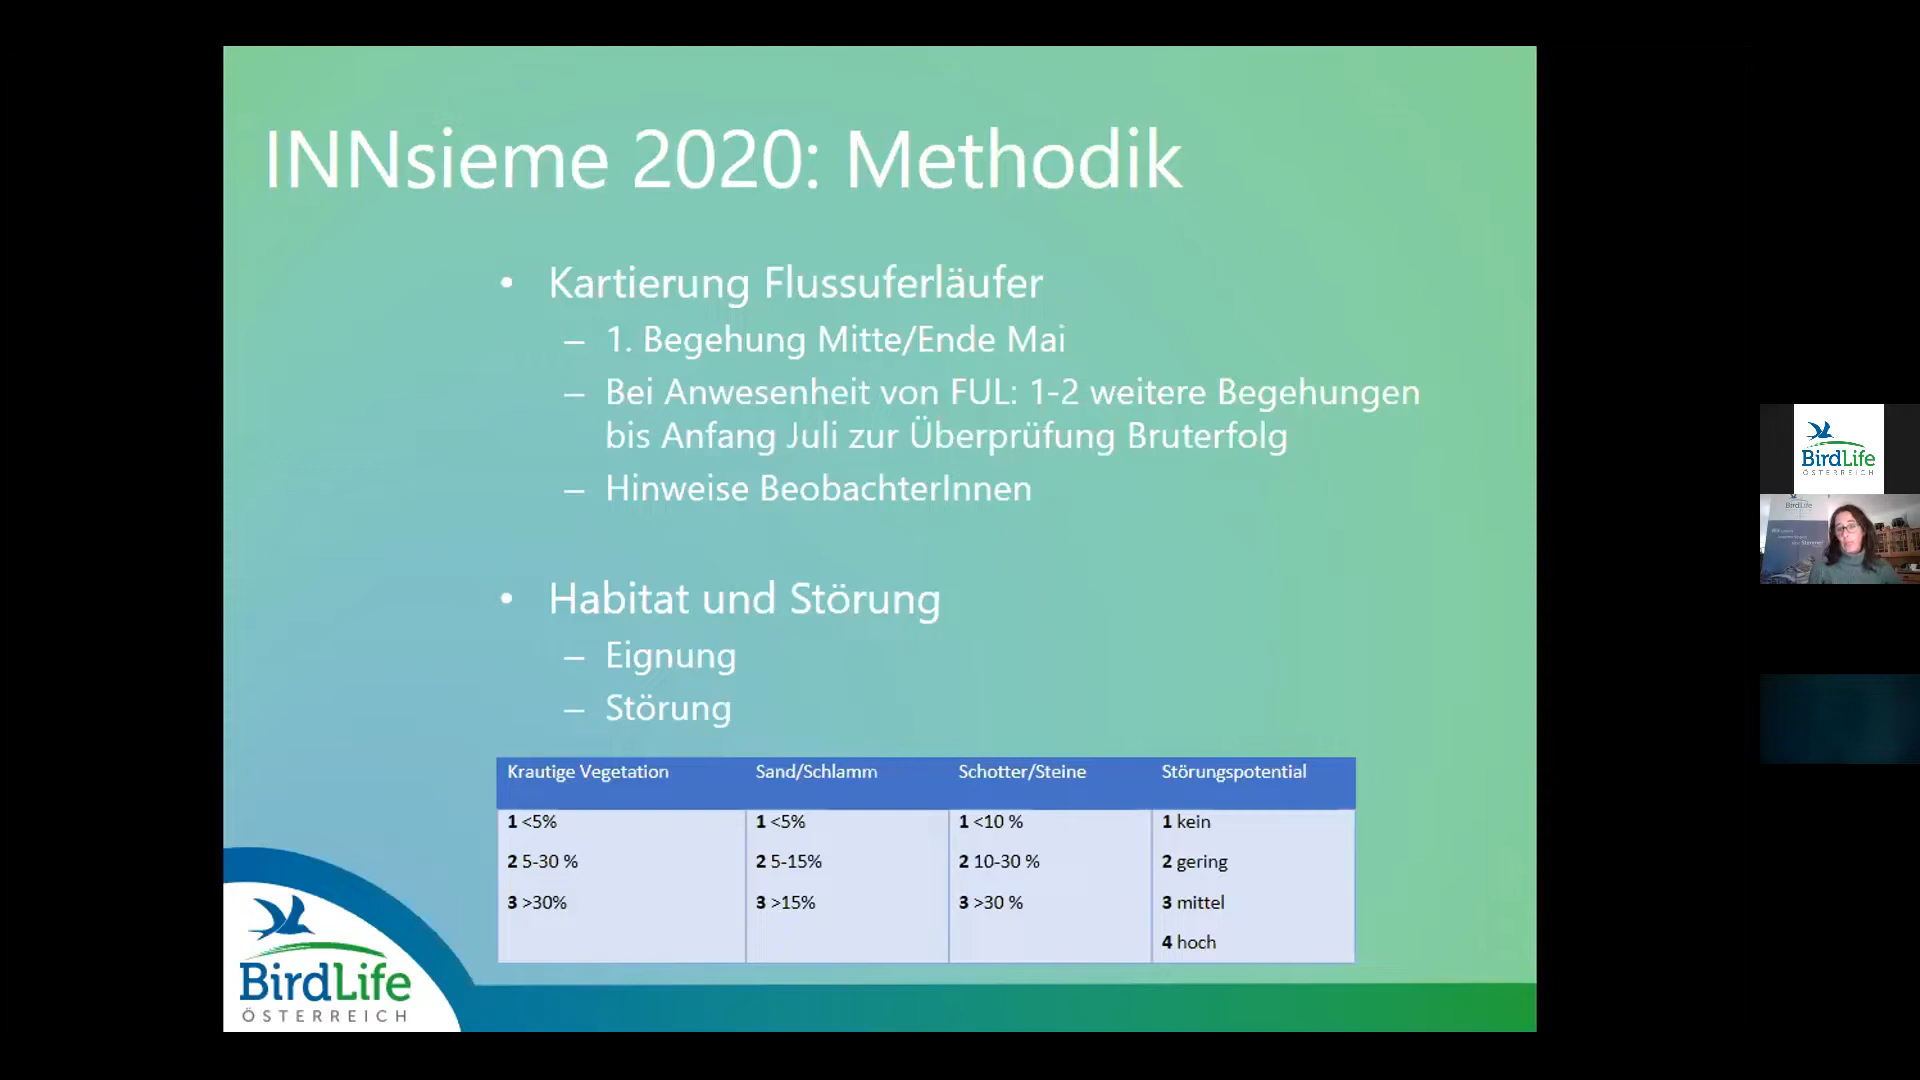 INNsieme 2020: Methodik
• Kartierung Flussuferläufer
– 1. Begehung Mitte/Ende Mai
– Bei Anwesenheit von FUL: 1-2 weitere Begehungen
bis Anfang Juli zur Überprüfung Bruterfolg
– Hinweise BeobachterInnen
• Habitat und Störung
– Eignung
– Störung
Krautige Vegetation Sand/Schlamm Schotter/Steine Störungspotential
1 <5% 1 <5% 1 <10 % 1 kein
2 5-30 % 2 5-15% 2 10-30 % 2 gering
3 >30% 3 >15% 3 >30 % 3 mittel
4 hoch
BirdLife
ÖSTERREICH
BirdLife
ÖSTERREICH
BirdLife